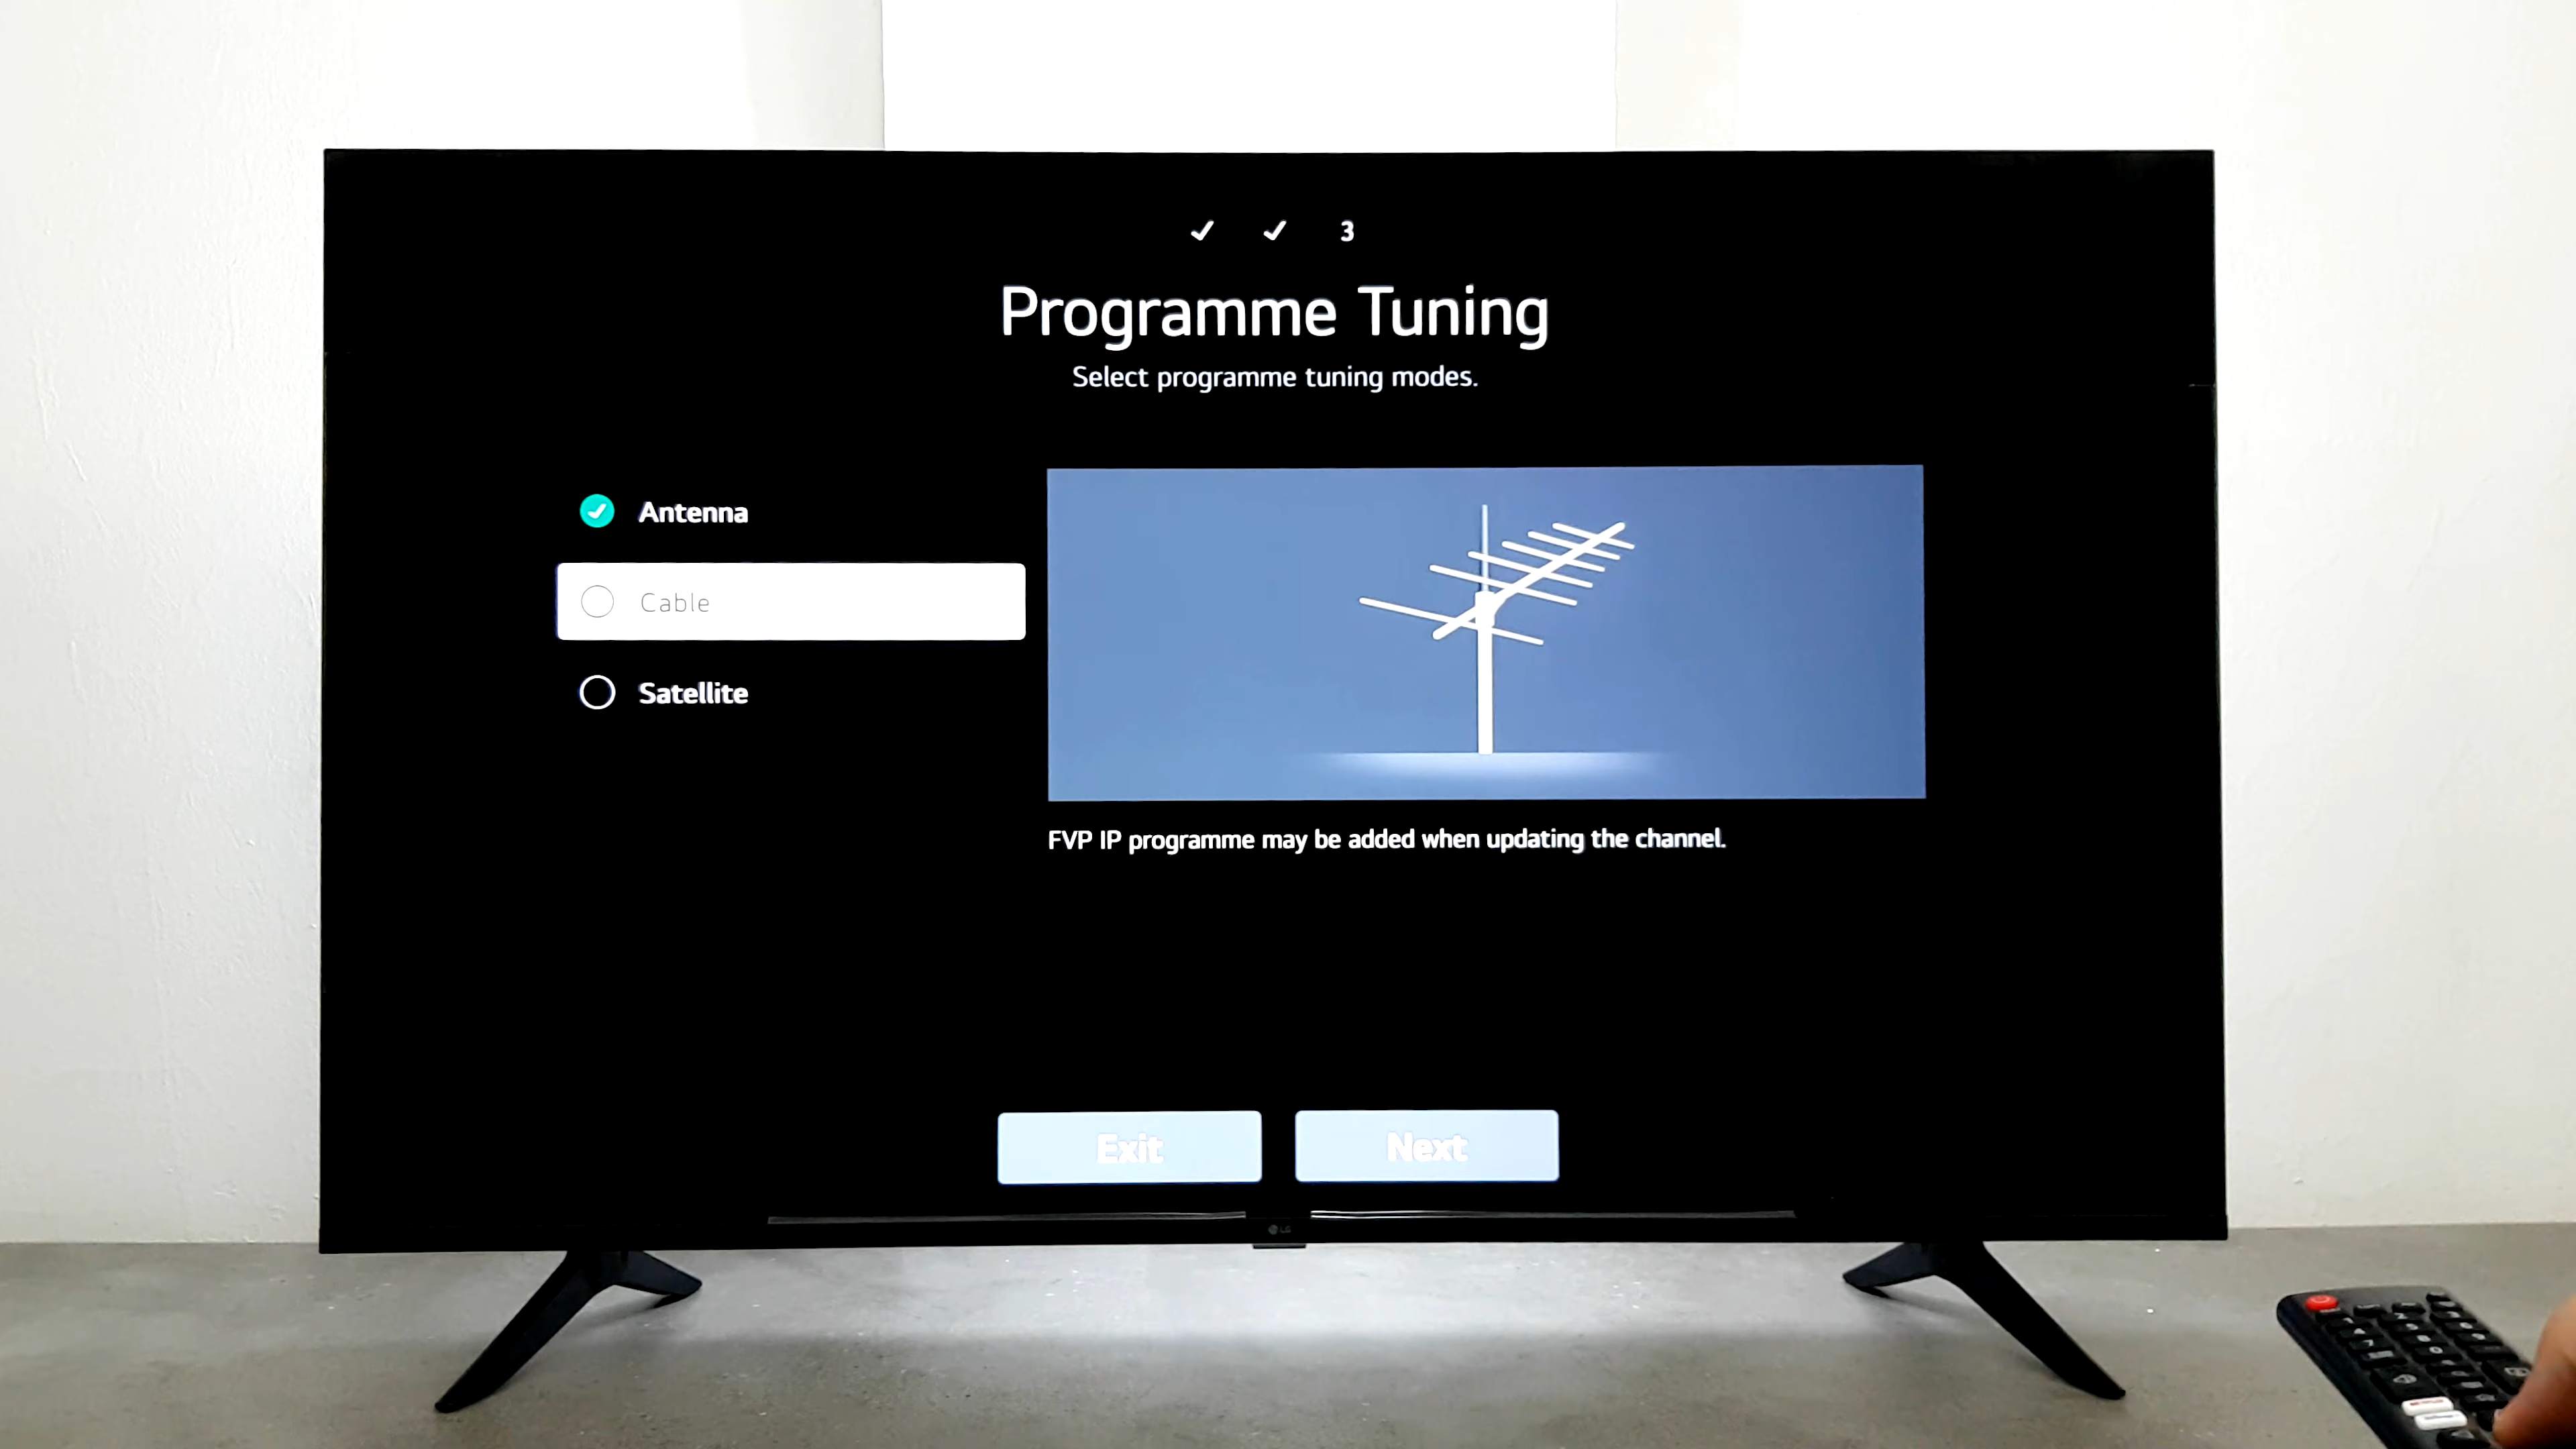 3
Programme Tuning
Select programme tuning modes.
Antenna
Cable
Satellite
FVP IP programme may be added when updating the channel.
Exit
Next
LG